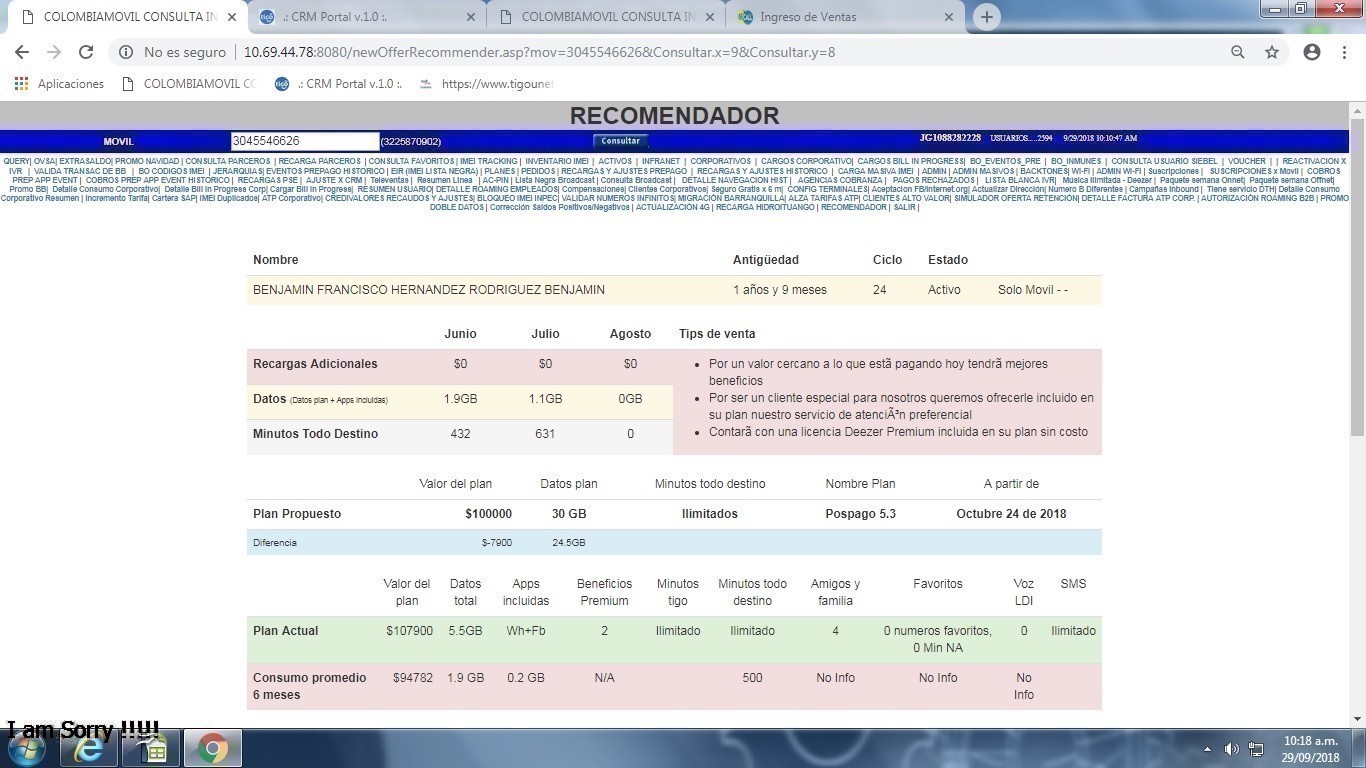 COLOMBIAMOVIL CONSULTA IN
.: CRM Portal v.1.0 :.
COLOMBIAMOVIL CONSULTA IN
Ingreso de Ventas
No es seguro | 10.69.44.78:8080/newOfferRecommender.asp?mov=3045546626&Consultar.x=9&Consultar.y=8
Aplicaciones COLOMBIAMOVIL CO .: CRM Portal v.1.0 :. https://www.tigoune
RECOMENDADOR
MOVIL 3045546626 (3225870902) Consultar JG1088282228 USUARIOS....:2594 9/29/2018 10:10:47 AM
QUERY| OVSA| EXTRASALDO| PROMO NAVIDAD | CONSULTA PARCEROS | RECARGA PARCEROS | CONSULTA FAVORITOS | IMEI TRACKING | INVENTARIO IMEI | ACTIVOS | INFRANET | CORPORATIVOS | CARGOS CORPORATIVO| CARGOS BILL IN PROGRESS| BO_EVENTOS_PRE | BO_INMUNES | CONSULTA USUARIO SIEBEL | VOUCHER | | REACTIVACION X
IVR | VALIDA TRANSAC DE BB | BO CODIGOS IMEI | JERARQUIAS| EVENTOS PREPAGO HISTORICO | EIR (IMEI LISTA NEGRA) | PLANES | PEDIDOS | RECARGAS Y AJUSTES PREPAGO | RECARGAS Y AJUSTES HISTORICO | CARGA MASIVA IMEI | ADMIN | ADMIN MASIVOS | BACKTONES| WI-FI | ADMIN WI-FI | Suscripciones | SUSCRIPCIONES x Movil | COBROS
PREP APP EVENT | COBROS PREP APP EVENT HISTORICO | RECARGAS PSE | AJUSTE X CRM | Televentas | Resumen Linea | AC-PIN | Lista Negra Broadcast | Consulta Broadcast | DETALLE NAVEGACION HIST | AGENCIAS COBRANZA | PAGOS RECHAZADOS | LISTA BLANCA IVR| Música Ilimitada - Deezer | Paquete semana Onnet| Paquete semana Offnet|
Promo BB| Detalle Consumo Corporativo| Detalle Bill In Progress Corp| Cargar Bill In Progress| RESUMEN USUARIO| DETALLE ROAMING EMPLEADOS| Compensaciones| Clientes Corporativos| Seguro Gratis x 6 m| CONFIG TERMINALES| Aceptacion FB/Internet.org| Actualizar Dirección| Numero B Diferentes | Campañas Inbound | Tiene servicio DTH| Detalle Consumo
Corporativo Resumen | Incremento Tarifa| Cartera SAP| IMEI Duplicados| ATP Corporativo| CREDIVALORES RECAUDOS Y AJUSTES| BLOQUEO IMEI INPEC| VALIDAR NUMEROS INFINITOS| MIGRACIÓN BARRANQUILLA| ALZA TARIFAS ATP| CLIENTES ALTO VALOR| SIMULADOR OFERTA RETENCIÓN| DETALLE FACTURA ATP CORP. | AUTORIZACIÓN ROAMING B2B | PROMO
DOBLE DATOS | Corrección Saldos Positivos/Negativos | ACTUALIZACIÓN 4G | RECARGA HIDROITUANGO | RECOMENDADOR | SALIR |
Nombre Antigüedad Ciclo Estado
BENJAMIN FRANCISCO HERNANDEZ RODRIGUEZ BENJAMIN 1 años y 9 meses 24 Activo Solo Movil - -
Junio Julio Agosto Tips de venta
Recargas Adicionales $0 $0 $0
Datos (Datos plan + Apps Incluidas) 1.9GB 1.1GB 0GB
Minutos Todo Destino 432 631 0
• Por un valor cercano a lo que estã pagando hoy tendrã mejores
beneficios
• Por ser un cliente especial para nosotros queremos ofrecerle incluido en
su plan nuestro servicio de atenciÃ³n preferencial
• Contarã con una licencia Deezer Premium incluida en su plan sin costo
Valor del plan Datos plan Minutos todo destino Nombre Plan A partir de
Plan Propuesto $100000 30 GB Ilimitados Pospago 5.3 Octubre 24 de 2018
Diferencia $-7900 24.5GB
Valor del Datos Apps Beneficios Minutos Minutos todo Amigos y Favoritos Voz SMS
plan total incluidas Premium tigo destino familia LDI
Plan Actual $107900 5.5GB Wh+Fb 2 Ilimitado Ilimitado 4 0 numeros favoritos, 0 Ilimitado
0 Min NA
Consumo promedio $94782 1.9 GB 0.2 GB N/A 500 No Info No Info No
6 meses Info
I am Sorry !!!!!
10:18 a.m.
29/09/2018